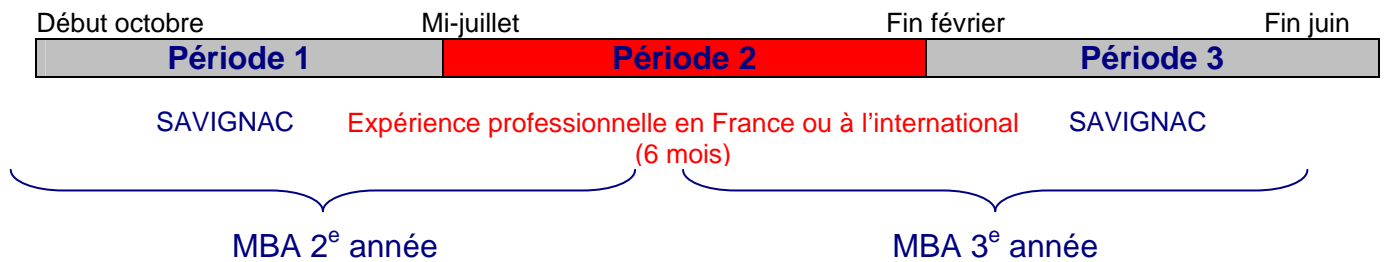 Début octobre Mi-juillet Fin février Fin juin
Période 1 Période 2 Période 3
SAVIGNAC Expérience professionnelle en France ou à l’international SAVIGNAC
(6 mois)
MBA 2e année MBA 3e année